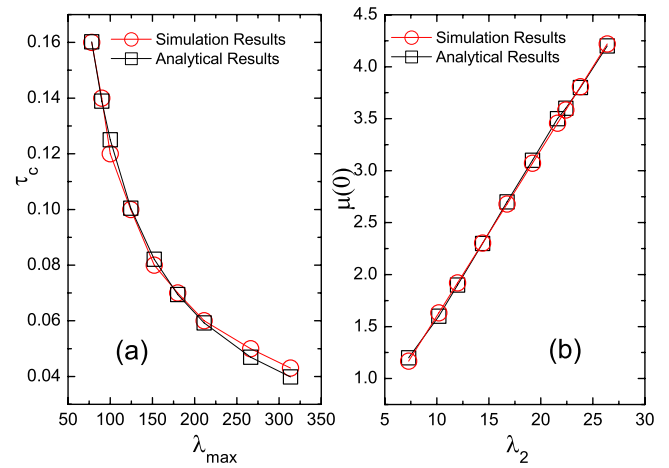 0.16
0.14
0.12
0.10
0.08
0.06
0.04
τc
Simulation Results
Analytical Results
(a)
50 100 150 200 250 300 350
λmax
4.5
4.0
3.5
3.0
2.5
2.0
1.5
1.0
μ(0)
Simulation Results
Analytical Results
(b)
5 10 15 20 25 30
λ2